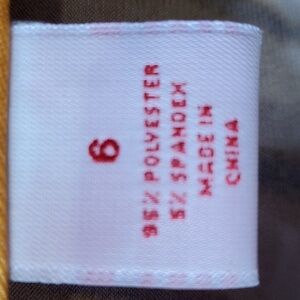 6
95% POLYESTER
5% SPANDEX
MADE IN
CHINA